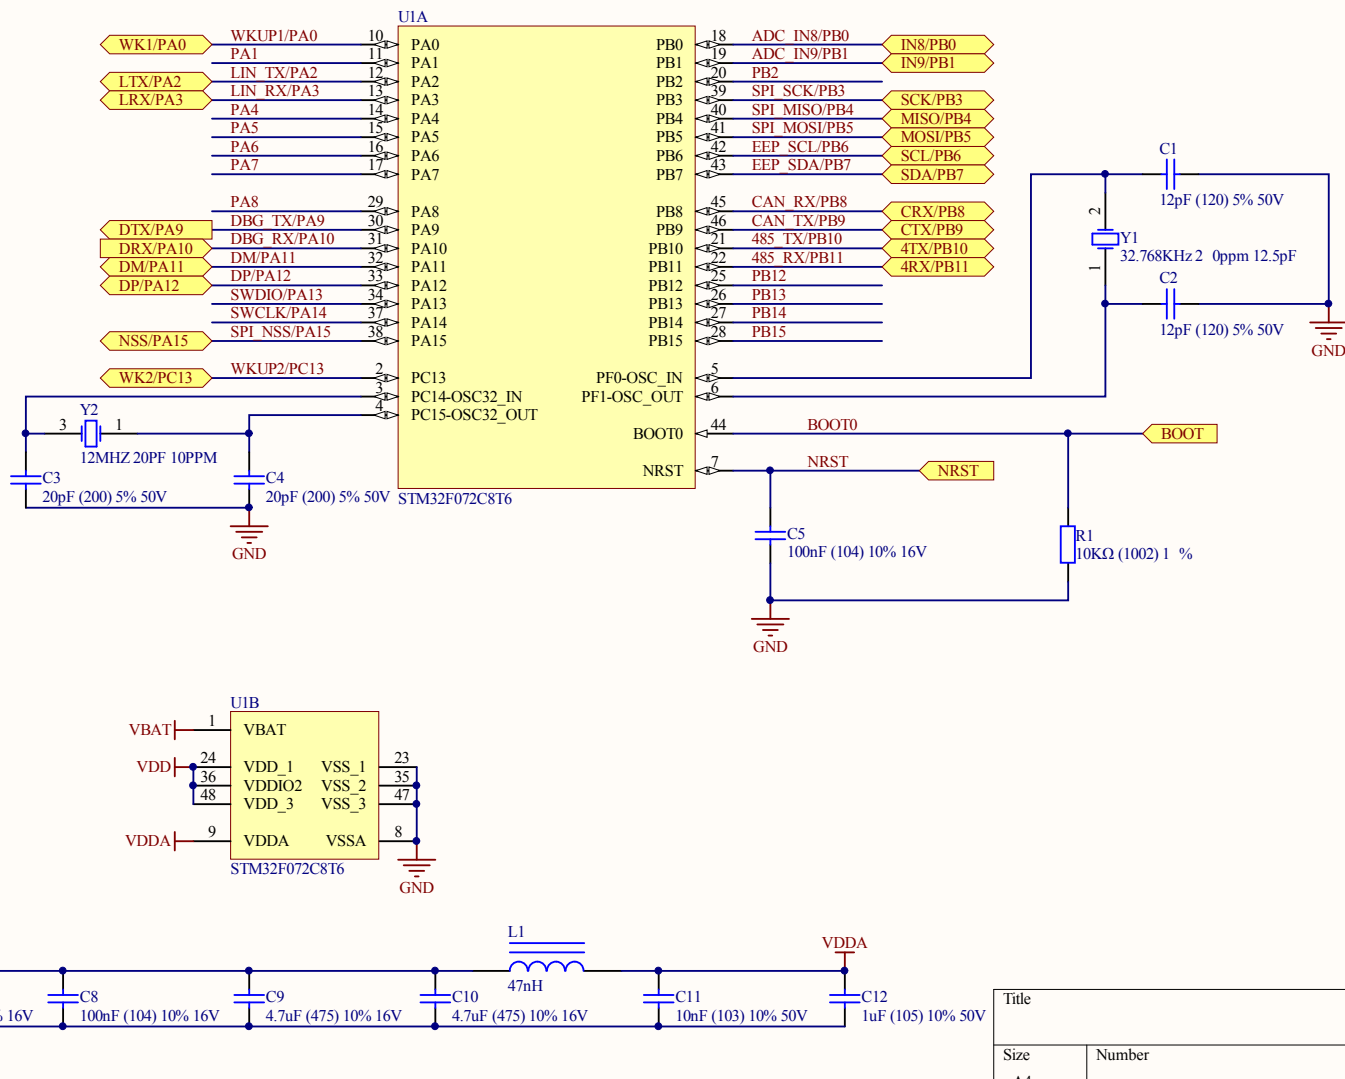 U1A
WK1/PA0 WKUP1/PA0 10 PA0 PB0 18 ADC_IN8/PB0 IN8/PB0
PA1 11 PA1 PB1 19 ADC_IN9/PB1 IN9/PB1
LTX/PA2 LIN_TX/PA2 12 PA2 PB2 20 PB2
LRX/PA3 LIN_RX/PA3 13 PA3 PB3 39 SPI_SCK/PB3 SCK/PB3
PA4 14 PA4 PB4 40 SPI_MISO/PB4 MISO/PB4
PA5 15 PA5 PB5 41 SPI_MOSI/PB5 MOSI/PB5
PA6 16 PA6 PB6 42 EEP_SCL/PB6 SCL/PB6
PA7 17 PA7 PB7 43 EEP_SDA/PB7 SDA/PB7
PA8 29 PA8 PB8 45 CAN_RX/PB8 CRX/PB8
DTX/PA9 DBG_TX/PA9 30 PA9 PB9 46 CAN_TX/PB9 CTX/PB9
DRX/PA10 DBG_RX/PA10 31 PA10 PB10 21 485_TX/PB10 4TX/PB10
DM/PA11 DM/PA11 32 PA11 PB11 22 485_RX/PB11 4RX/PB11
DP/PA12 DP/PA12 33 PA12 PB12 25 PB12
SWDIO/PA13 34 PA13 PB13 26 PB13
SWCLK/PA14 37 PA14 PB14 27 PB14
NSS/PA15 SPI_NSS/PA15 38 PA15 PB15 28 PB15
WK2/PC13 WKUP2/PC13 2 PC13 PF0-OSC_IN 5
3 PC14-OSC32_IN PF1-OSC_OUT 6
4 PC15-OSC32_OUT
BOOT0 44 BOOT0 BOOT
NRST 7 NRST NRST
STM32F072C8T6
C1
12pF (120) 5% 50V
2
Y1
32.768KHz 2 0ppm 12.5pF
1
C2
12pF (120) 5% 50V
GND
Y2
3 1
12MHZ 20PF 10PPM
C3
20pF (200) 5% 50V
C4
20pF (200) 5% 50V
GND
C5
100nF (104) 10% 16V
R1
10KΩ (1002) 1 %
GND
U1B
VBAT 1 VBAT
VDD 24 VDD_1 VSS_1 23
36 VDDIO2 VSS_2 35
48 VDD_3 VSS_3 47
VDDA 9 VDDA VSSA 8
STM32F072C8T6
GND
L1
47nH
VDDA
% 16V
C8
100nF (104) 10% 16V
C9
4.7uF (475) 10% 16V
C10
4.7uF (475) 10% 16V
C11
10nF (103) 10% 50V
C12
1uF (105) 10% 50V
Title
Size Number
A4